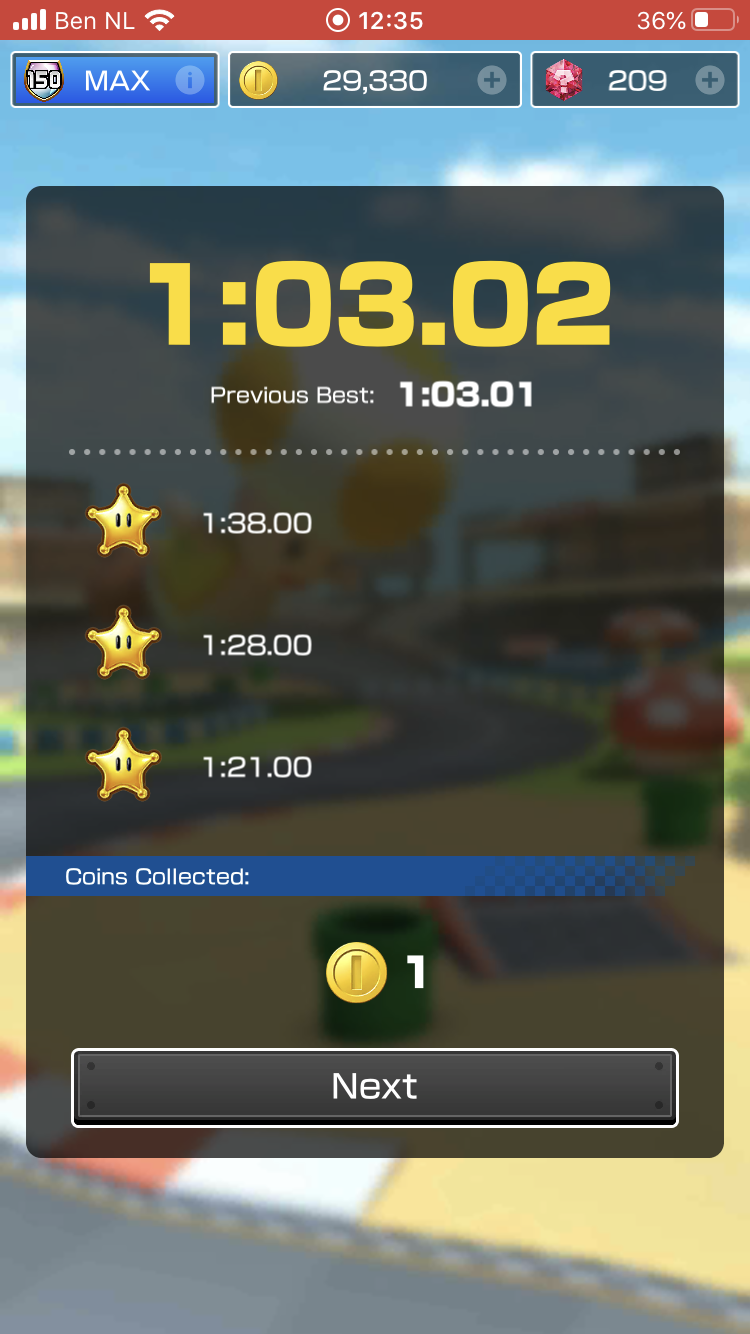 Ben NL 12:35 36%
150 MAX i 29,330 + 209 +
1:03.02
Previous Best: 1:03.01
1:38.00
1:28.00
1:21.00
Coins Collected:
1
Next